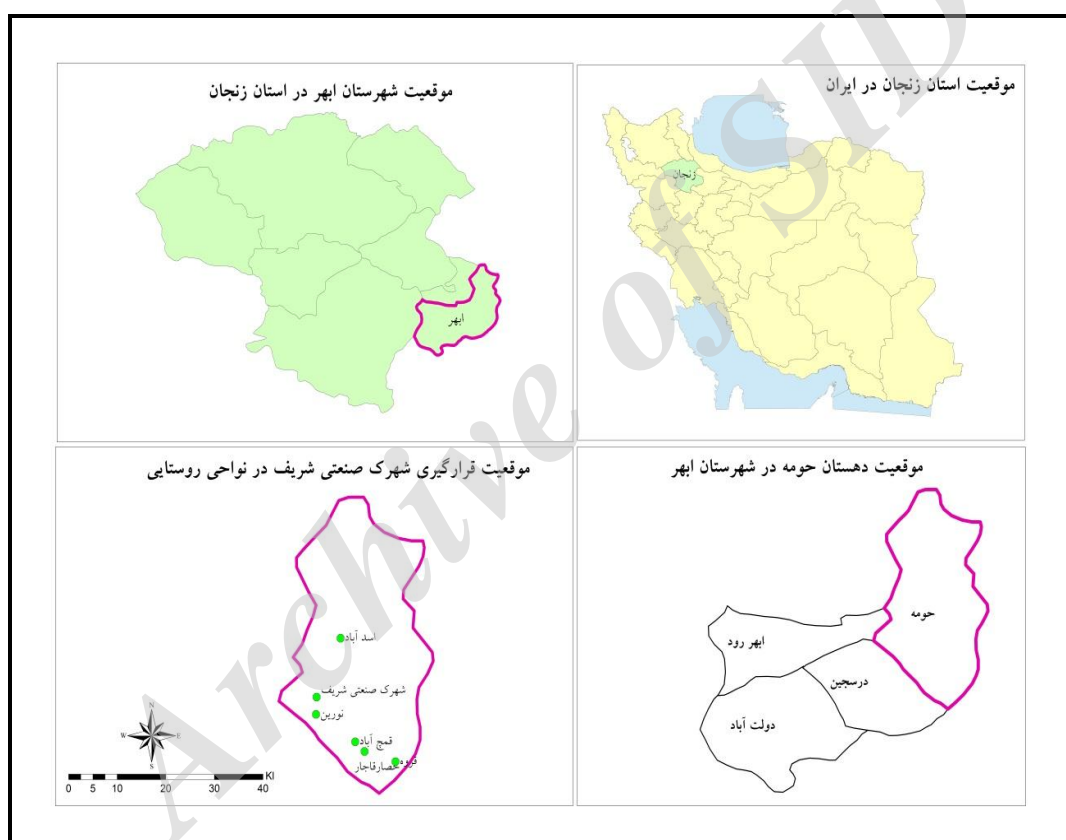 موقعیت استان زنجان در ایران
زنجان
موقعیت شهرستان ابهر در استان زنجان
ابهر
موقعیت دهستان حومه در شهرستان ابهر
حومه
ابهر رود
درسجین
دولت آباد
موقعیت قرارگیری شهرک صنعتی شریف در نواحی روستایی
اسد آباد
شهرک صنعتی شریف
نورین
قمچ آباد
حصارقاجار
قروه
N
W E
S
0 5 10 20 30 40 Kl
Archive of SID